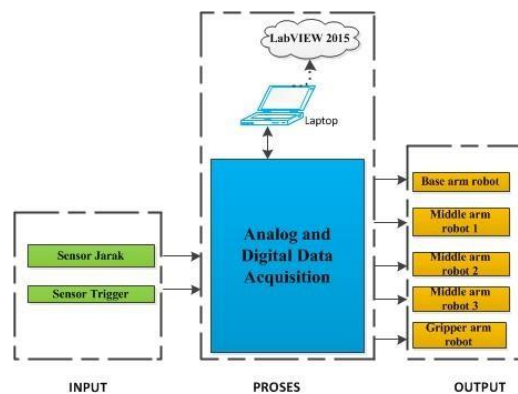 LabVIEW 2015
Laptop
Analog and
Digital Data
Acquisition
Sensor Jarak
Sensor Trigger
Base arm robot
Middle arm
robot 1
Middle arm
robot 2
Middle arm
robot 3
Gripper arm
robot
INPUT
PROSES
OUTPUT